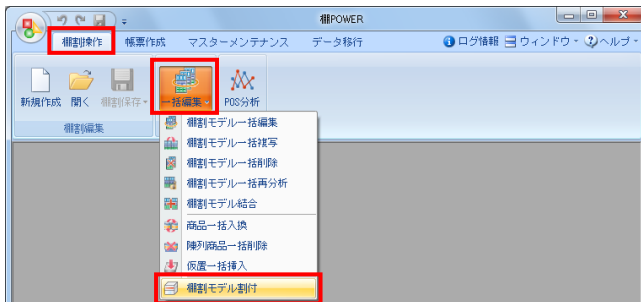 棚POWER
棚割操作 帳票作成 マスターメンテナンス データ移行 ログ情報 ウィンドウ ヘルプ
新規作成 開く 棚割保存 一括編集 POS分析
棚割編集
棚割モデル一括編集
棚割モデル一括複写
棚割モデル一括削除
棚割モデル一括再分析
棚割モデル結合
商品一括入換
陳列商品一括削除
仮置一括挿入
棚割モデル割付